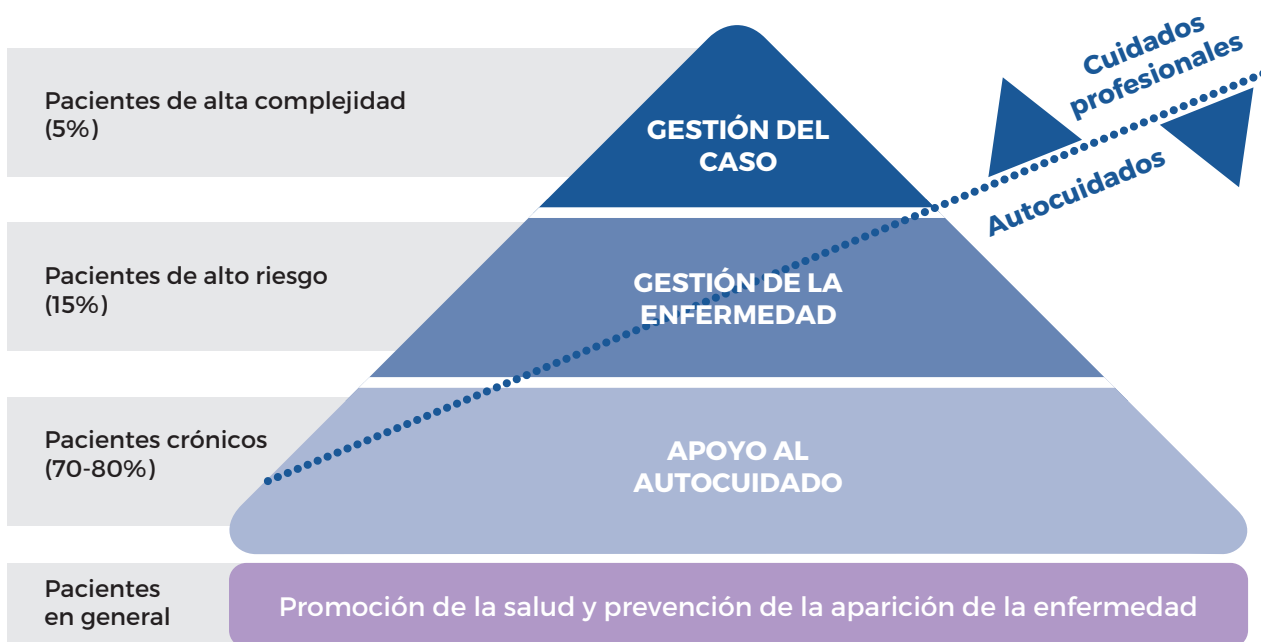 Cuidados
profesionales
Autocuidados
Pacientes de alta complejidad
(5%)
GESTIÓN DEL
CASO
Pacientes de alto riesgo
(15%)
GESTIÓN DE LA
ENFERMEDAD
Pacientes crónicos
(70-80%)
APOYO AL
AUTOCUIDADO
Pacientes
en general
Promoción de la salud y prevención de la aparición de la enfermedad